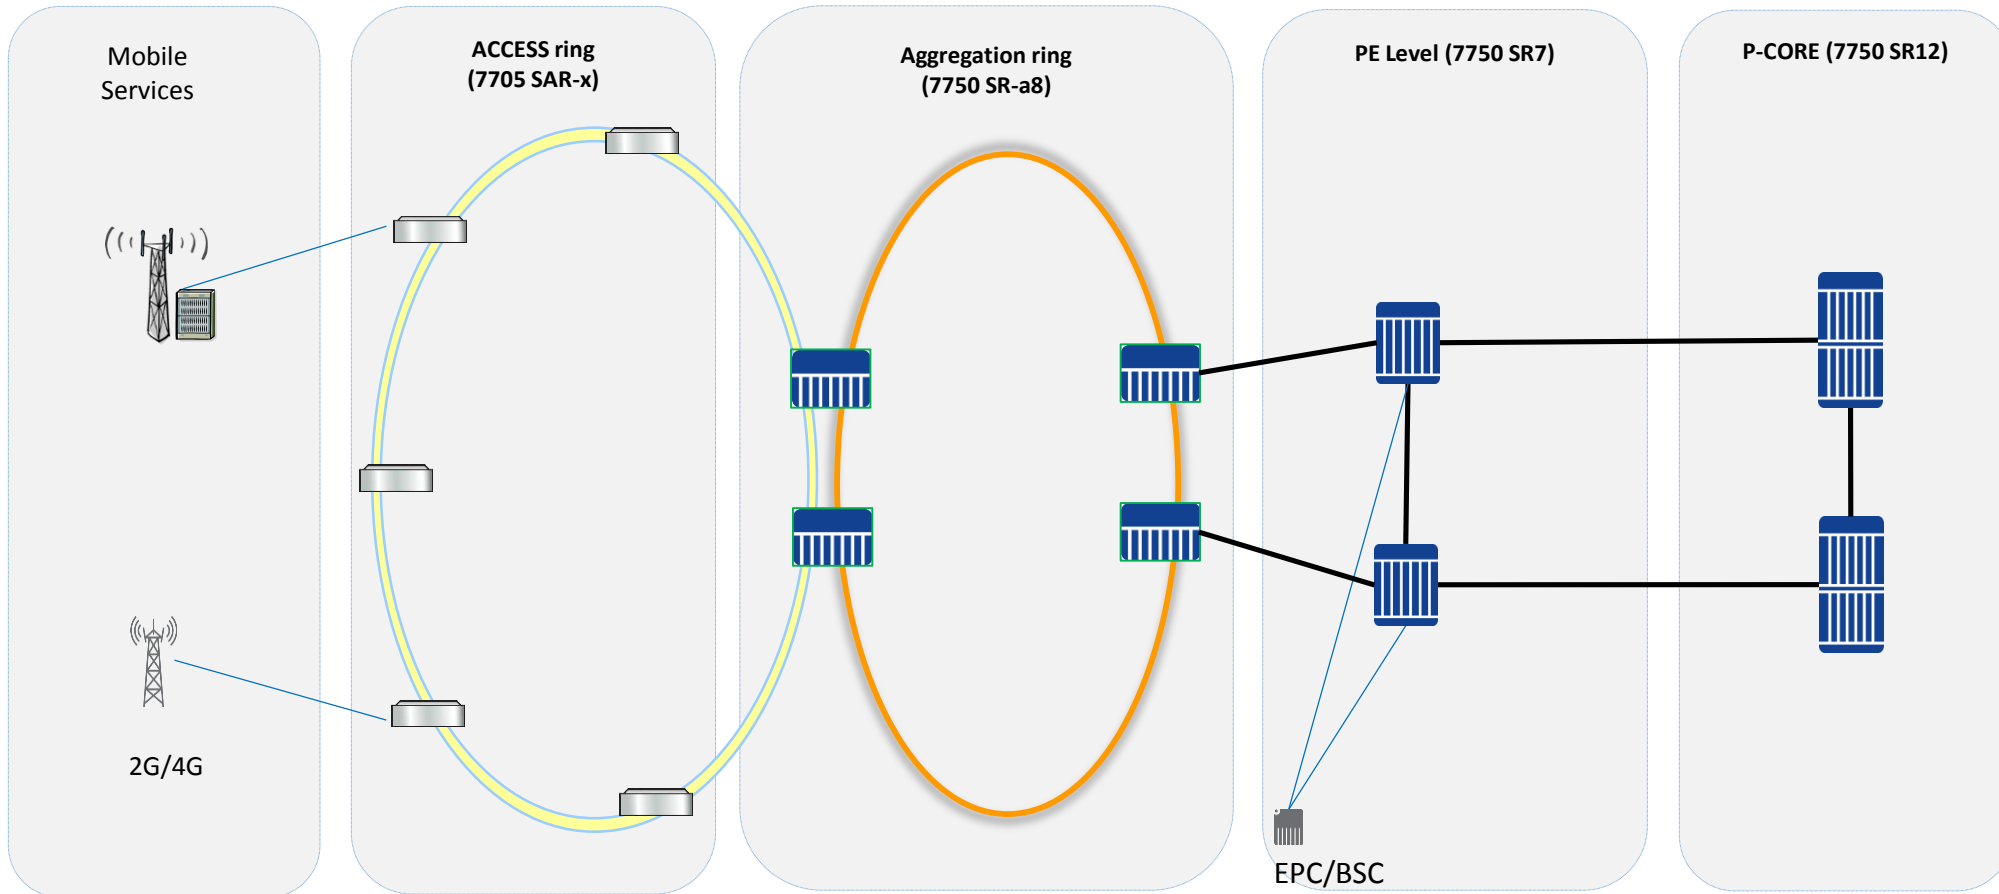 Mobile
Services
ACCESS ring
(7705 SAR-x)
Aggregation ring
(7750 SR-a8)
PE Level (7750 SR7)
P-CORE (7750 SR12)
2G/4G
EPC/BSC